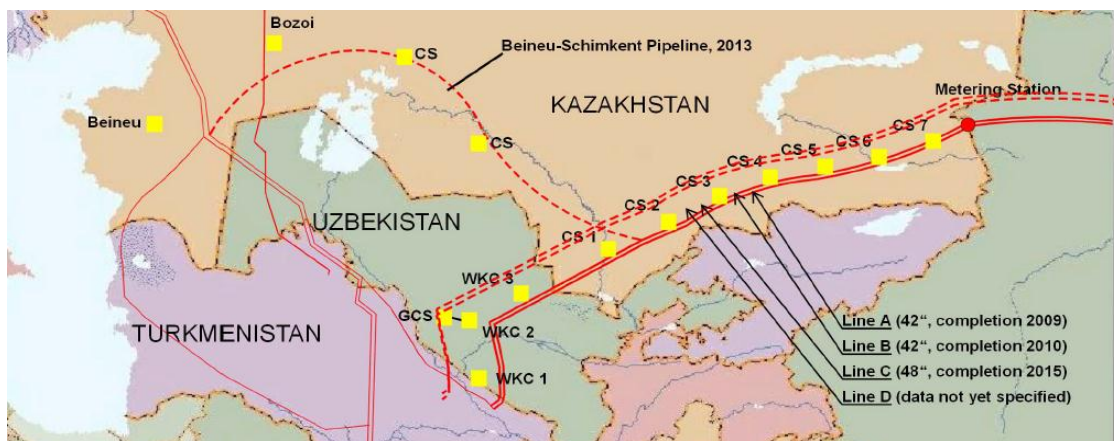 Bozoi
CS
Beineu-Schimkent Pipeline, 2013
KAZAKHSTAN
Metering Station
Beineu
CS
CS 7
CS 6
CS 5
CS 4
CS 3
CS 2
CS 1
UZBEKISTAN
WKC 3
GCS
WKC 2
TURKMENISTAN
WKC 1
Line A (42“, completion 2009)
Line B (42“, completion 2010)
Line C (48“, completion 2015)
Line D (data not yet specified)